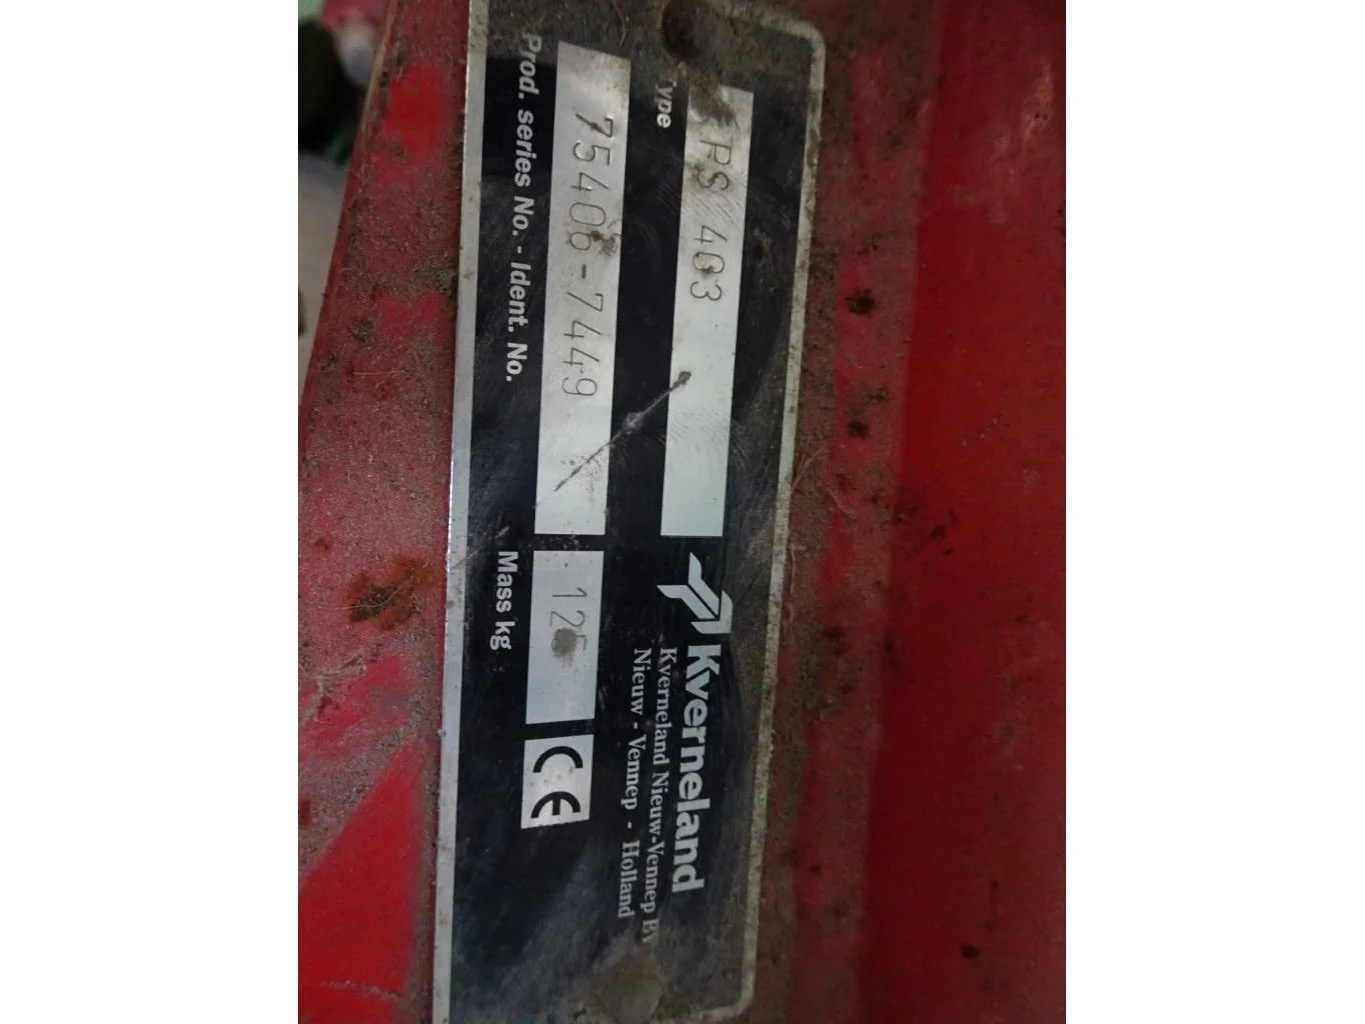 Type PS 403
Kverneland
Kverneland Nieuw-Vennep Bv
Nieuw - Vennep - Holland
75406-7449
Prod. series No. - Ident. No.
Mass kg
CE